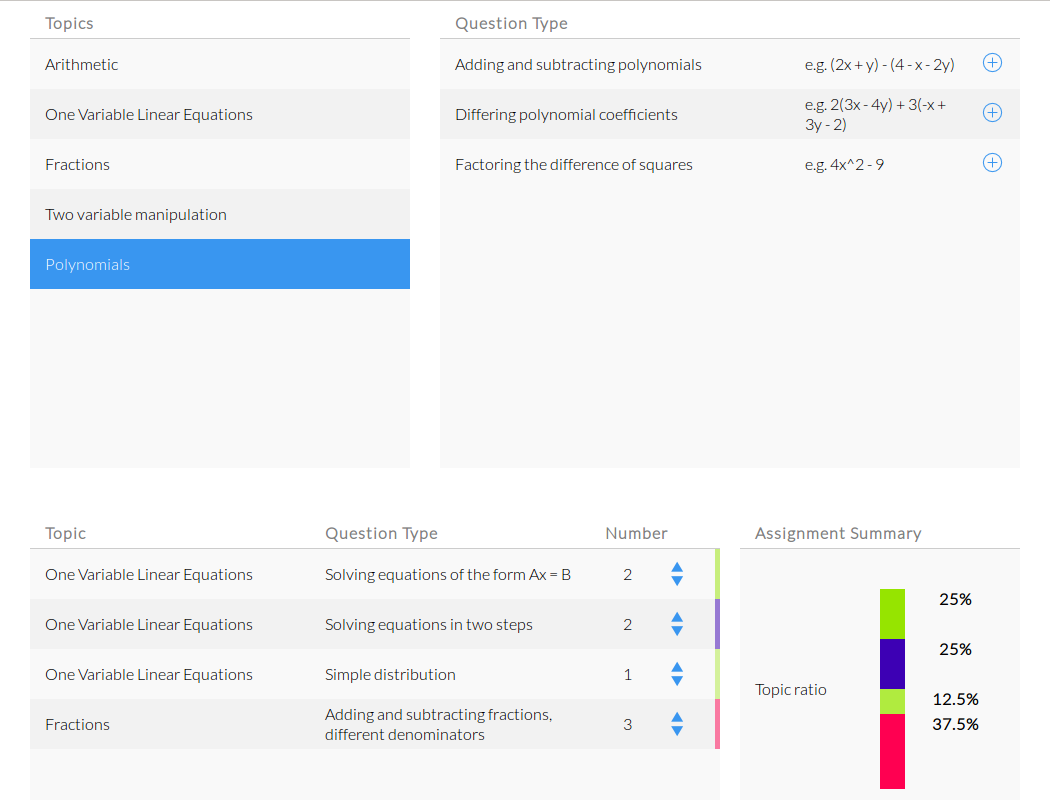 Topics
Question Type
Arithmetic
Adding and subtracting polynomials
e.g. (2x + y) - (4 - x - 2y)
One Variable Linear Equations
Differing polynomial coefficients
e.g. 2(3x - 4y) + 3(-x +
3y - 2)
Fractions
Factoring the difference of squares
e.g. 4x^2 - 9
Two variable manipulation
Polynomials
Topic
Question Type
Number
Assignment Summary
One Variable Linear Equations
Solving equations of the form Ax = B
2
One Variable Linear Equations
Solving equations in two steps
2
One Variable Linear Equations
Simple distribution
1
Fractions
Adding and subtracting fractions,
different denominators
3
Topic ratio
25%
25%
12.5%
37.5%